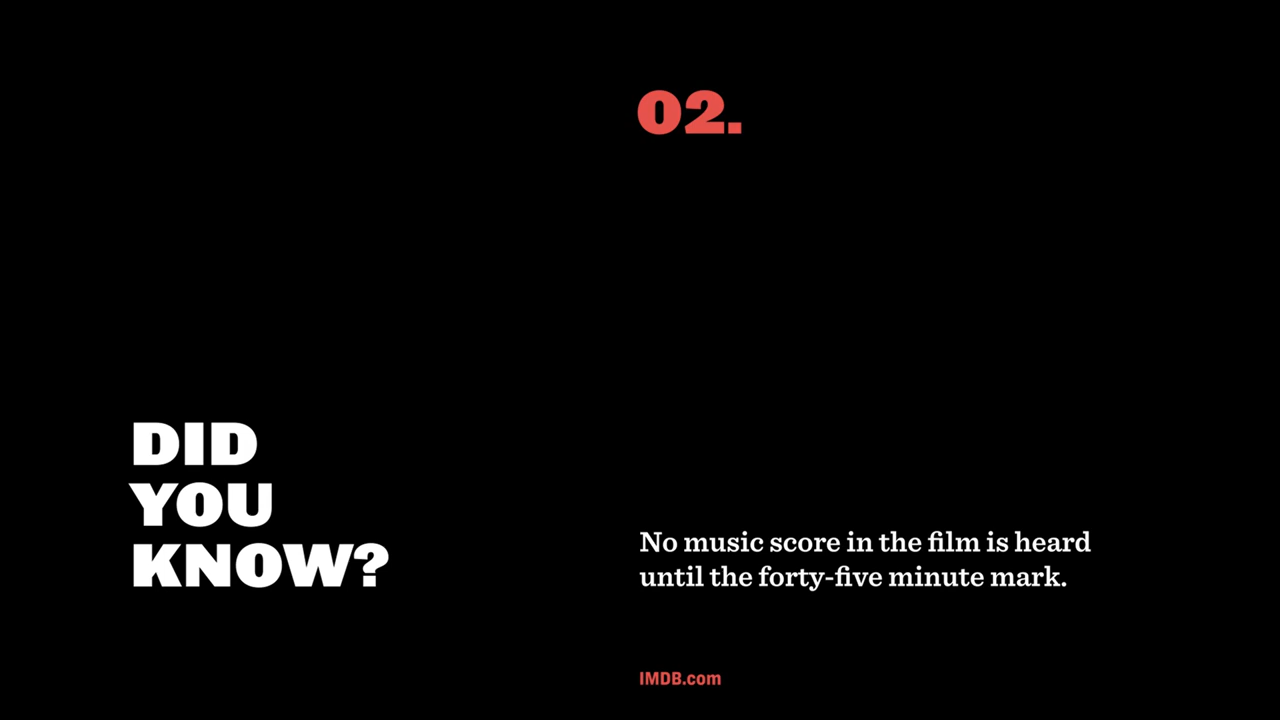 02.
DID
YOU
KNOW?
No music score in the film is heard
until the forty-five minute mark.
IMDB.com